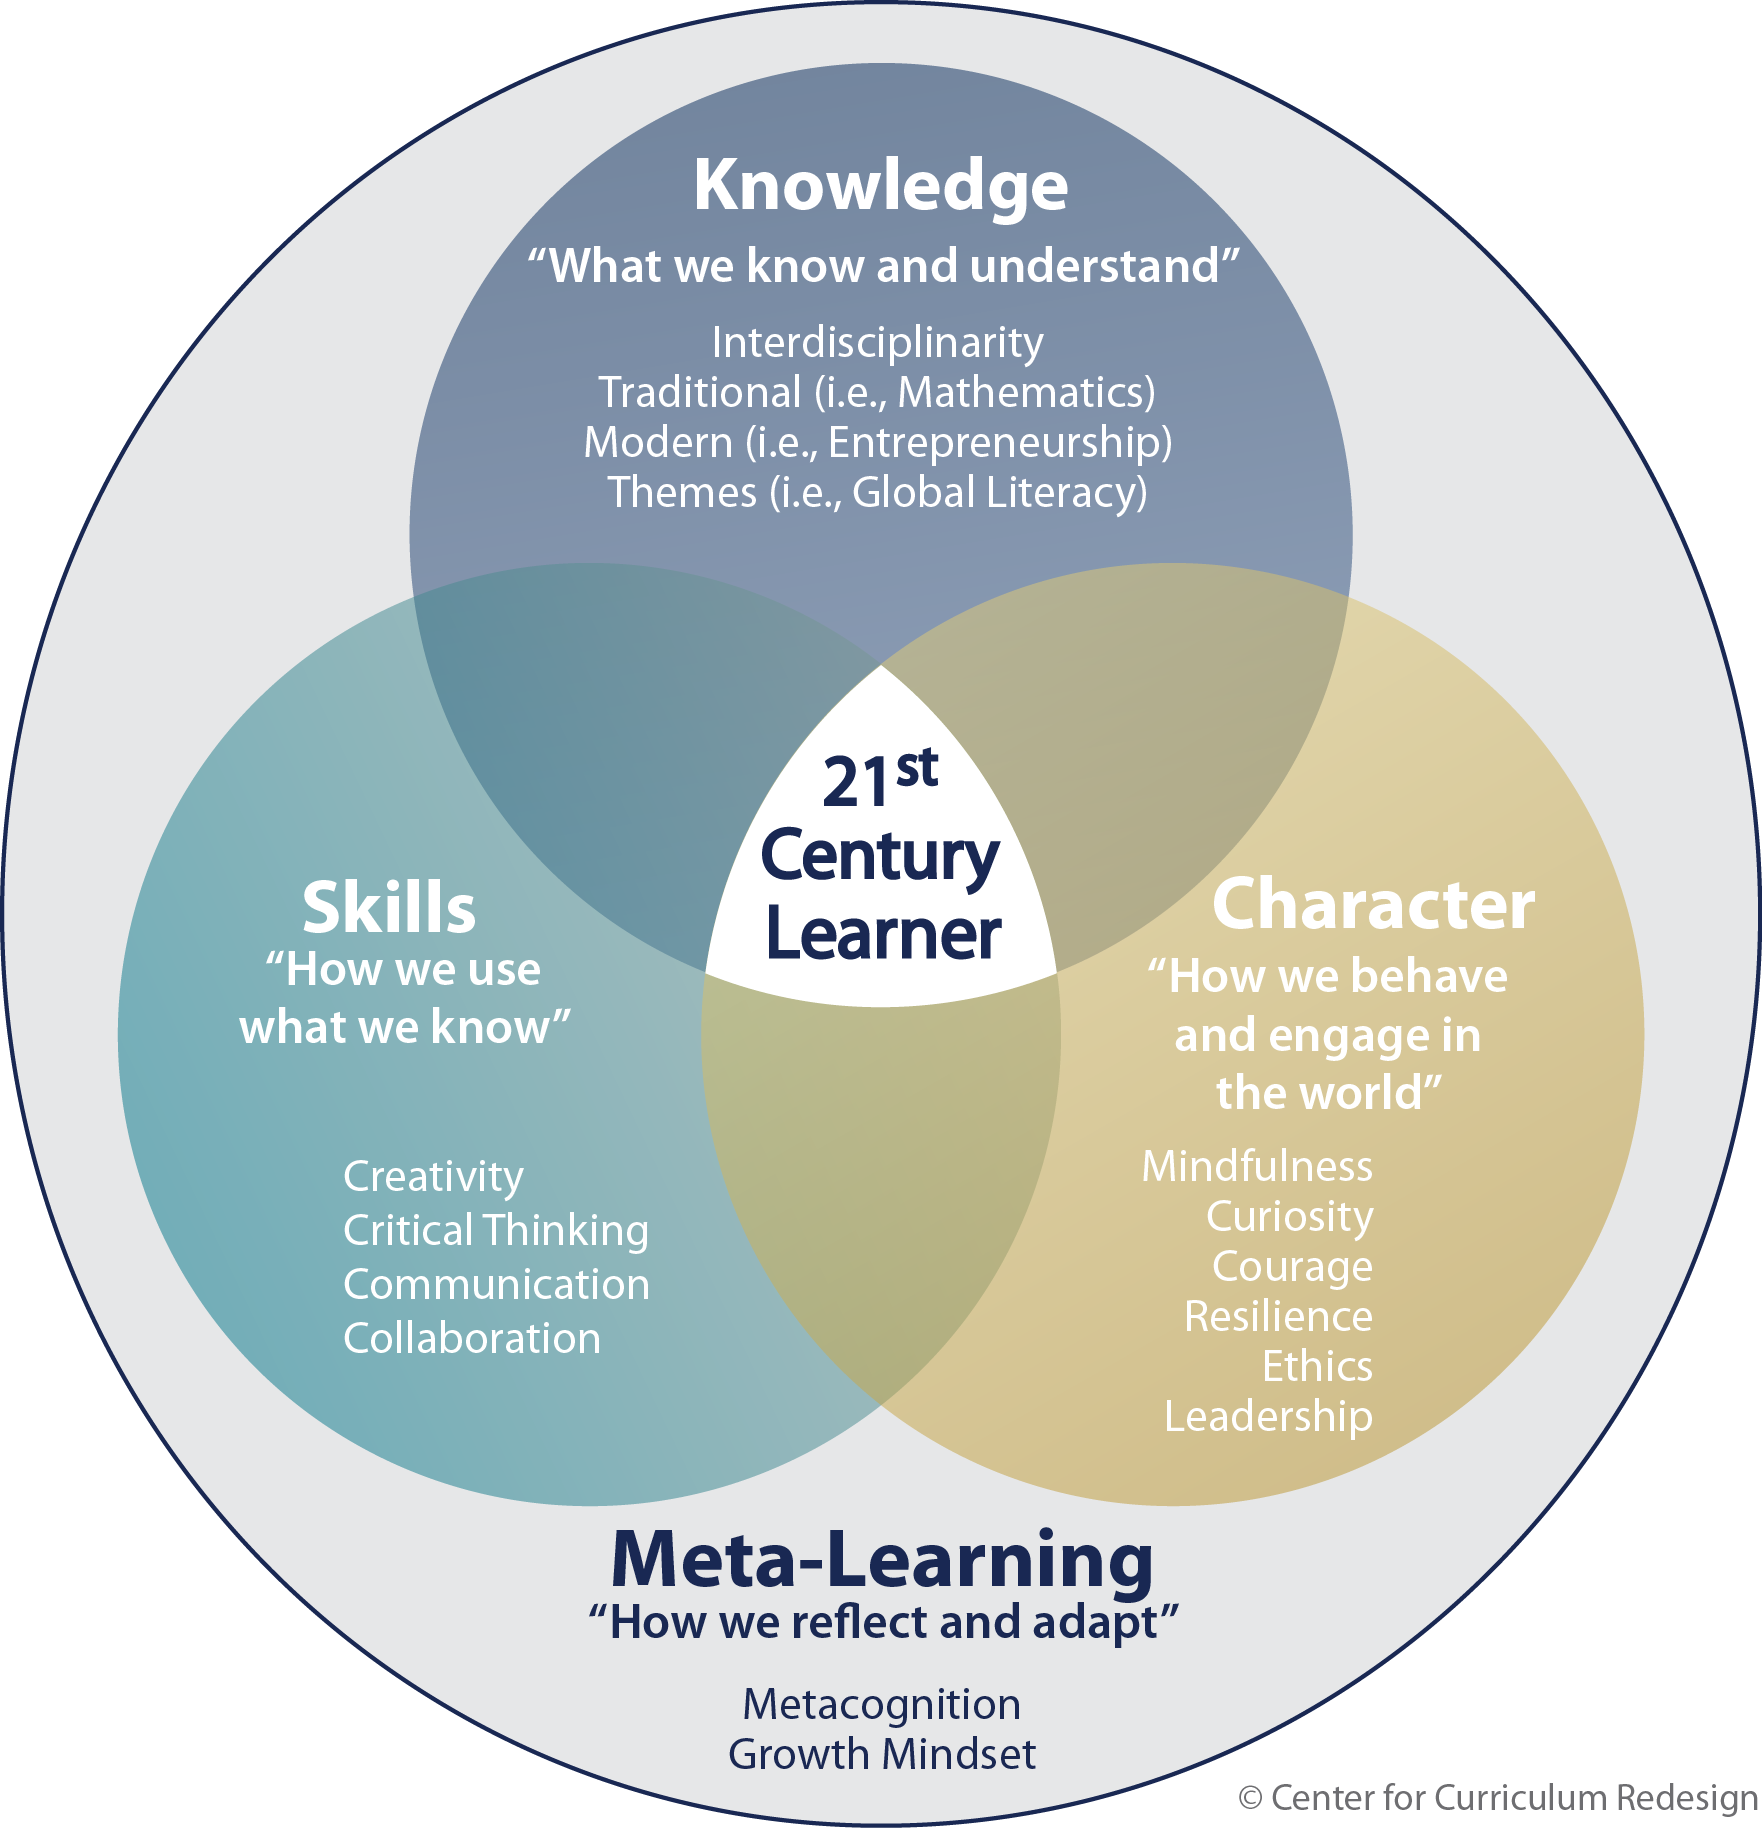 Knowledge
“What we know and understand”
Interdisciplinarity
Traditional (i.e., Mathematics)
Modern (i.e., Entrepreneurship)
Themes (i.e., Global Literacy)
21st
Century
Learner
Skills
“How we use
what we know”
Creativity
Critical Thinking
Communication
Collaboration
Character
“How we behave
and engage in
the world”
Mindfulness
Curiosity
Courage
Resilience
Ethics
Leadership
Meta-Learning
“How we reflect and adapt”
Metacognition
Growth Mindset
© Center for Curriculum Redesign